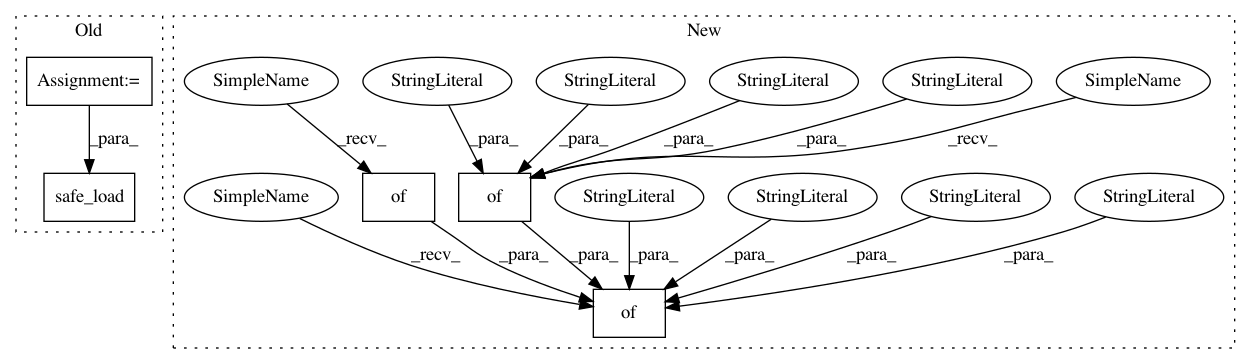 Old
New
Assignment:=
SimpleName
StringLiteral
StringLiteral
StringLiteral
StringLiteral
SimpleName
_para_
_recv_
_para_
_para_
_para_
_para_
_recv_
safe_load
SimpleName
of
of
StringLiteral
StringLiteral
StringLiteral
StringLiteral
_recv_
_para_
_para_
_para_
_para_
_para_
_para_
of